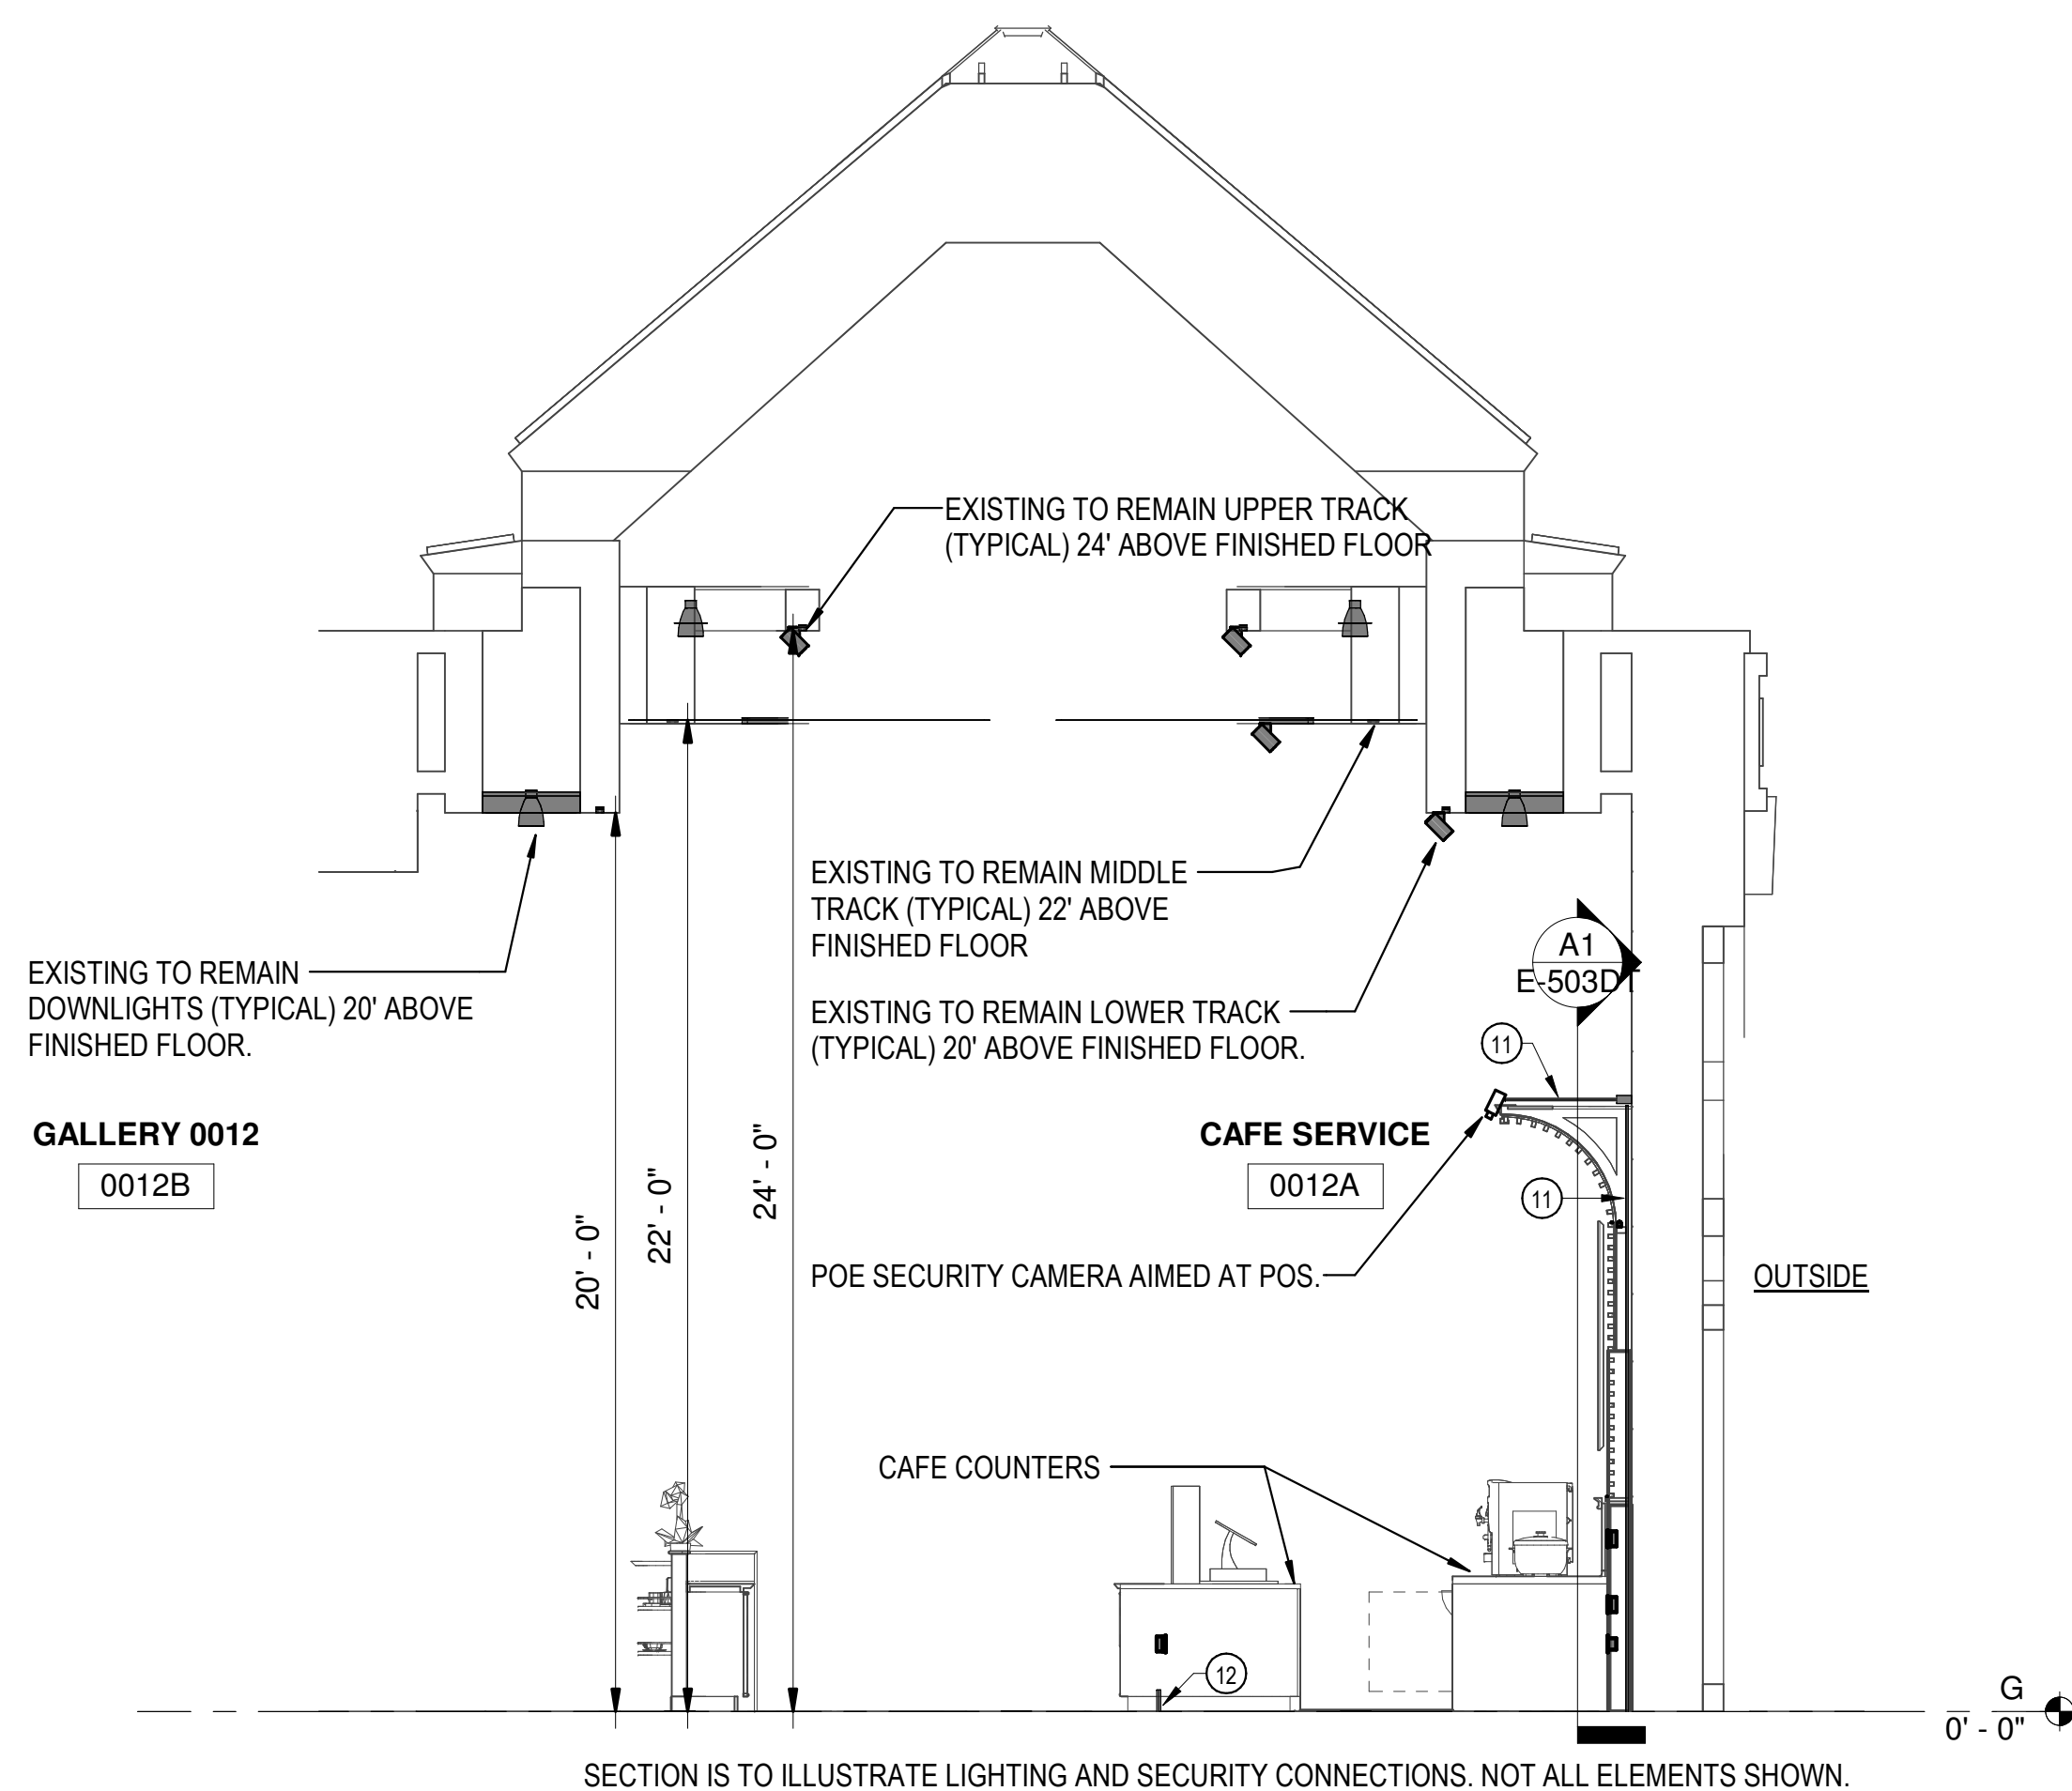 EXISTING TO REMAIN UPPER TRACK
(TYPICAL) 24' ABOVE FINISHED FLOOR
EXISTING TO REMAIN MIDDLE
TRACK (TYPICAL) 22' ABOVE
FINISHED FLOOR
EXISTING TO REMAIN
DOWNLIGHTS (TYPICAL) 20' ABOVE
FINISHED FLOOR.
EXISTING TO REMAIN LOWER TRACK
(TYPICAL) 20' ABOVE FINISHED FLOOR.
A1
E-503DT
11
GALLERY 0012
0012B
CAFE SERVICE
0012A
11
20' - 0"
22' - 0"
24' - 0"
POE SECURITY CAMERA AIMED AT POS.
OUTSIDE
CAFE COUNTERS
12
G
0' - 0"
SECTION IS TO ILLUSTRATE LIGHTING AND SECURITY CONNECTIONS. NOT ALL ELEMENTS SHOWN.